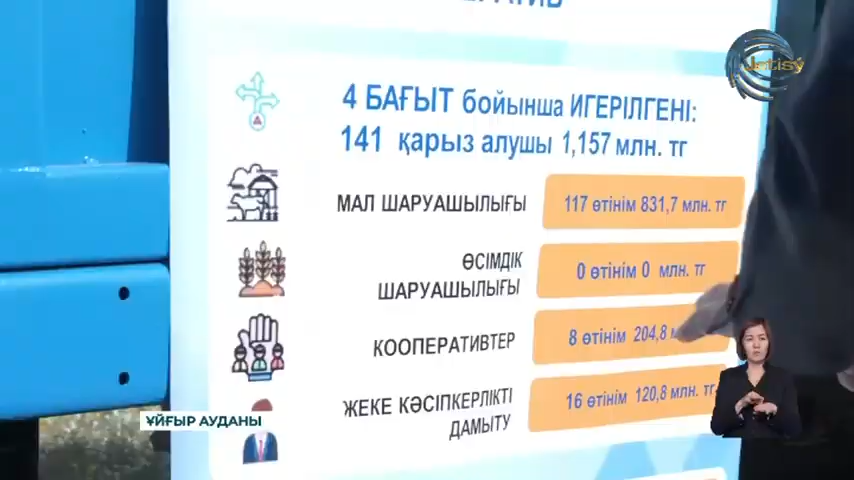 Jetisý
4 БАҒЫТ бойынша ИГЕРІЛГЕНІ:
141 қарыз алушы 1,157 млн. тг
МАЛ ШАРУАШЫЛЫҒЫ
117 өтінім 831,7 млн. тг
ӨСІМДІК
ШАРУАШЫЛЫҒЫ
0 өтінім 0 млн. тг
КООПЕРАТИВТЕР
8 өтінім 204,8
ЖЕКЕ КӘСІПКЕРЛІКТІ
ДАМЫТУ
16 өтінім 120,8 млн. тг
ҰЙҒЫР АУДАНЫ